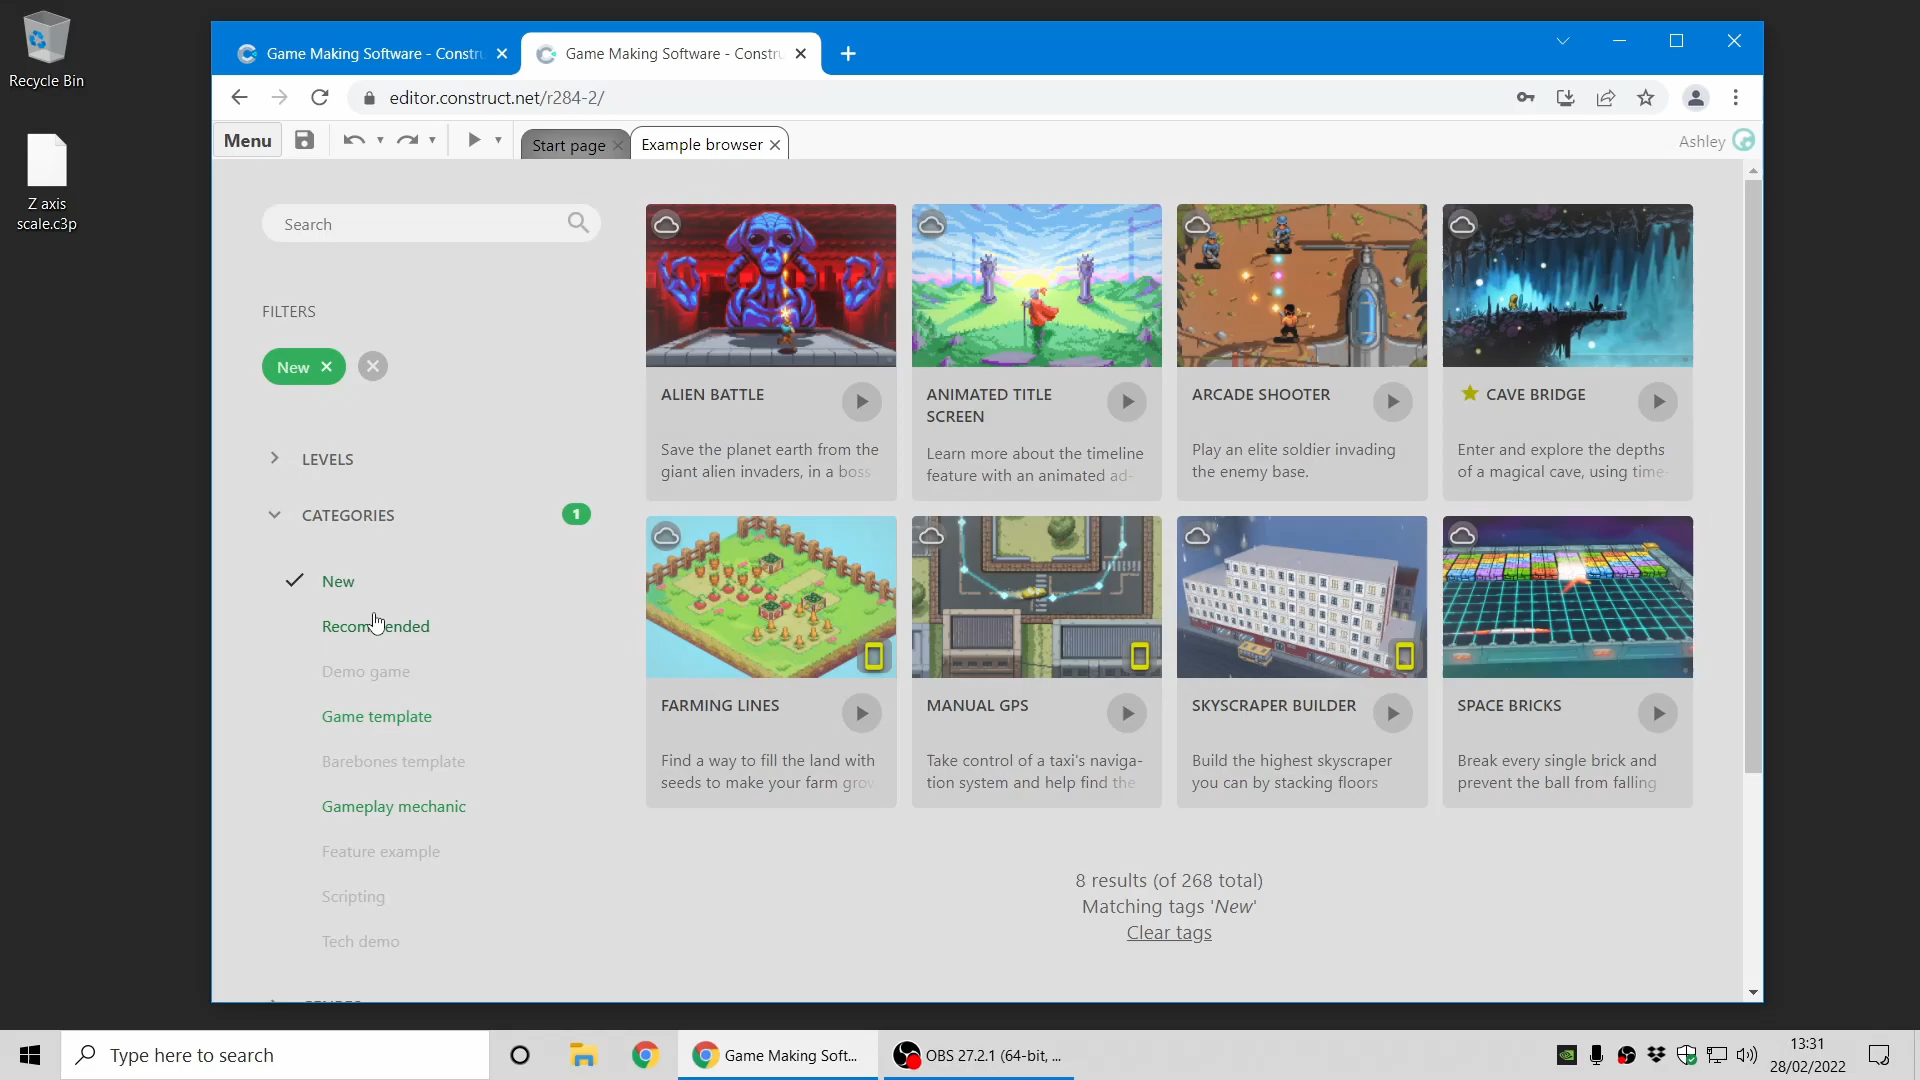 Recycle Bin
Z axis
scale.c3p
Game Making Software - Constru
Game Making Software - Constru
editor.construct.net/r284-2/
Menu
Start page
Example browser
Ashley
Search
FILTERS
New
LEVELS
CATEGORIES
1
New
Recommended
Demo game
Game template
Barebones template
Gameplay mechanic
Feature example
Scripting
Tech demo
ALIEN BATTLE
Save the planet earth from the
giant alien invaders, in a boss
ANIMATED TITLE
SCREEN
Learn more about the timeline
feature with an animated ad-
ARCADE SHOOTER
Play an elite soldier invading
the enemy base.
CAVE BRIDGE
Enter and explore the depths
of a magical cave, using time-
FARMING LINES
Find a way to fill the land with
seeds to make your farm grow
MANUAL GPS
Take control of a taxi's naviga-
tion system and help find the
SKYSCRAPER BUILDER
Build the highest skyscraper
you can by stacking floors
SPACE BRICKS
Break every single brick and
prevent the ball from falling
8 results (of 268 total)
Matching tags 'New'
Clear tags
Type here to search
Game Making Soft...
OBS 27.2.1 (64-bit, ...
13:31
28/02/2022